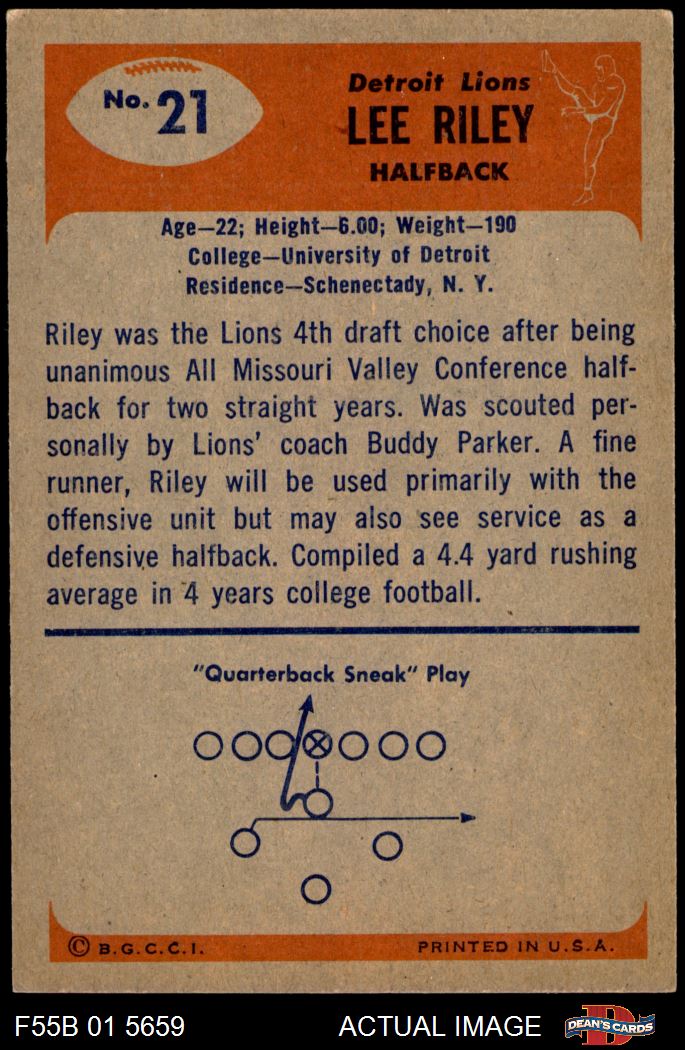 No. 21
Detroit Lions
LEE RILEY
HALFBACK
Age—22; Height—6.00; Weight—190
College—University of Detroit
Residence—Schenectady, N. Y.
Riley was the Lions 4th draft choice after being
unanimous All Missouri Valley Conference half-
back for two straight years. Was scouted per-
sonally by Lions' coach Buddy Parker. A fine
runner, Riley will be used primarily with the
offensive unit but may also see service as a
defensive halfback. Compiled a 4.4 yard rushing
average in 4 years college football.
"Quarterback Sneak" Play
© B.G.C.C.I.
PRINTED IN U.S.A.
F55B 01 5659
ACTUAL IMAGE
D
DEAN'S CARDS